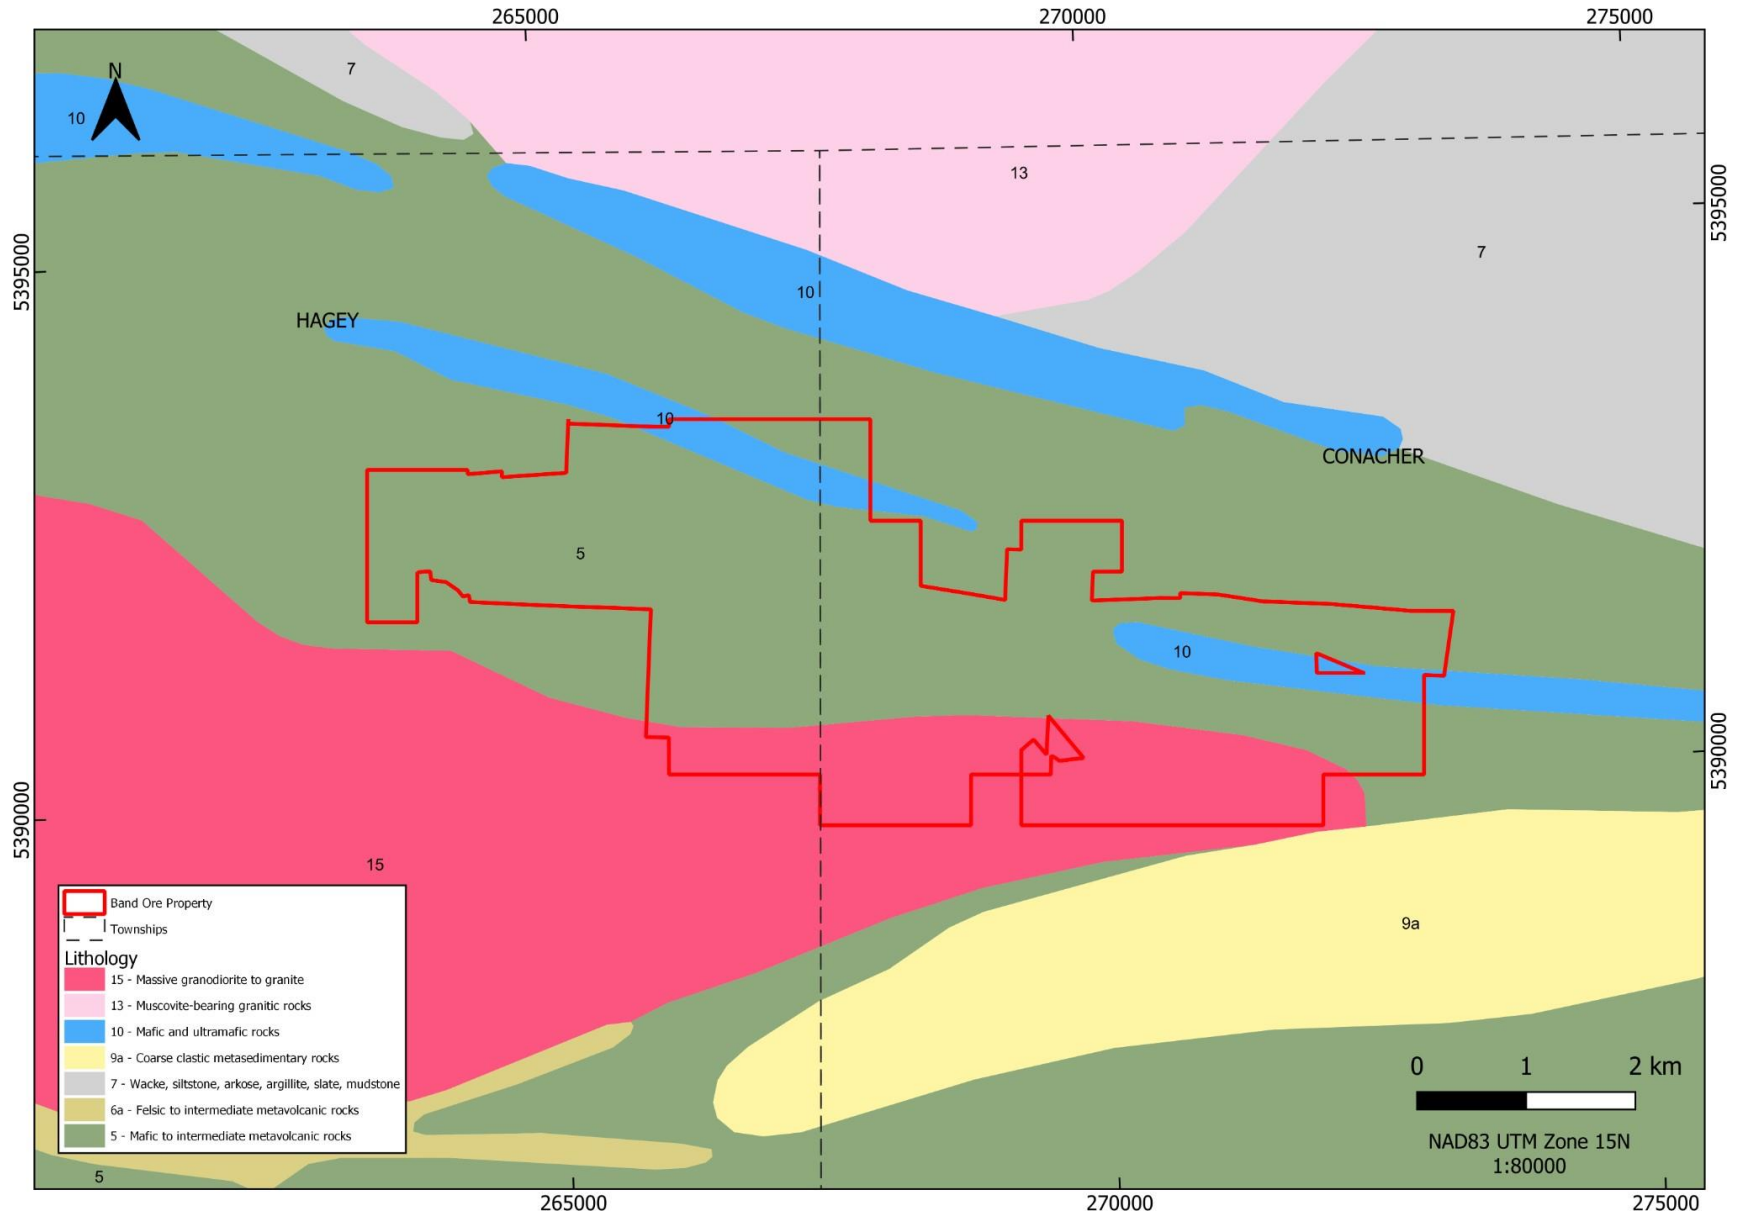 265000
270000
275000
N
7
10
13
5395000
5395000
7
10
HAGEY
10
CONACHER
5
10
5390000
5390000
15
9a
Band Ore Property
Townships
Lithology
15 - Massive granodiorite to granite
13 - Muscovite-bearing granitic rocks
10 - Mafic and ultramafic rocks
9a - Coarse clastic metasedimentary rocks
7 - Wacke, siltstone, arkose, argillite, slate, mudstone
6a - Felsic to intermediate metavolcanic rocks
5 - Mafic to intermediate metavolcanic rocks
0 1 2 km
NAD83 UTM Zone 15N
1:80000
5
265000
270000
275000